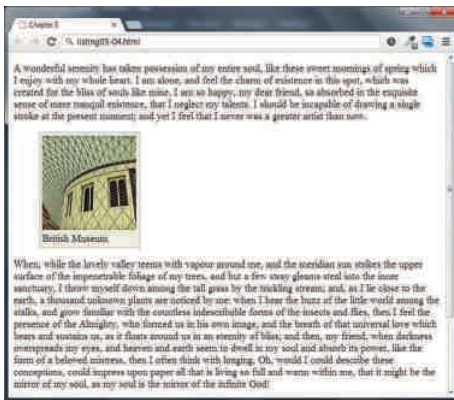 Chapter 5
listing05-04.html
A wonderful serenity has taken possession of my entire soul, like these sweet mornings of spring which
I enjoy with my whole heart. I am alone, and feel the charm of existence in this spot, which was
created for the bliss of souls like mine. I am so happy, my dear friend, so absorbed in the exquisite
sense of mere tranquil existence, that I neglect my talents. I should be incapable of drawing a single
stroke at the present moment; and yet I feel that I never was a greater artist than now.
British Museum
When, while the lovely valley teems with vapour around me, and the meridian sun strikes the upper
surface of the impenetrable foliage of my trees, and but a few stray gleams steal into the inner
sanctuary, I throw myself down among the tall grass by the trickling stream; and, as I lie close to the
earth, a thousand unknown plants are noticed by me: when I hear the buzz of the little world among the
stalks, and grow familiar with the countless indescribable forms of the insects and flies, then I feel the
presence of the Almighty, who formed us in his own image, and the breath of that universal love which
bears and sustains us, as it floats around us in an eternity of bliss; and then, my friend, when darkness
overspreads my eyes, and heaven and earth seem to dwell in my soul and absorb its power, like the
form of a beloved mistress, then I often think with longing, Oh, would I could describe these
conceptions, could impress upon paper all that is living so full and warm within me, that it might be the
mirror of my soul, as my soul is the mirror of the infinite God!